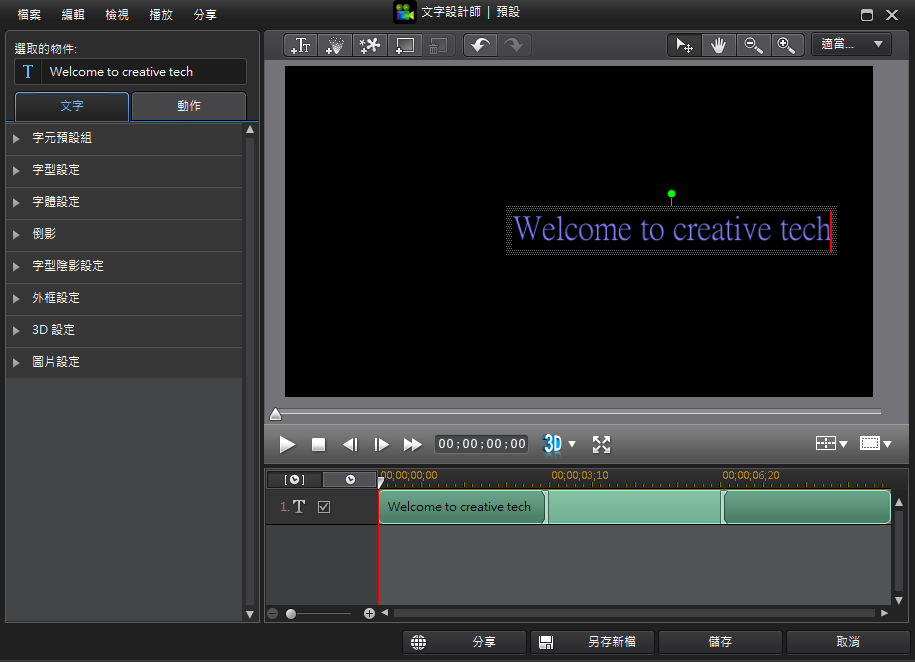 檔案 編輯 檢視 播放 分享
文字設計師 | 預設
選取的物件:
T Welcome to creative tech
文字 動作
字元預設組
字型設定
字體設定
倒影
字型陰影設定
外框設定
3D 設定
圖片設定
適當...
Welcome to creative tech
00;00;00;00
3D
00;00;00;00 00;00;03;10 00;00;06;20
1. T Welcome to creative tech
分享 另存新檔 儲存 取消